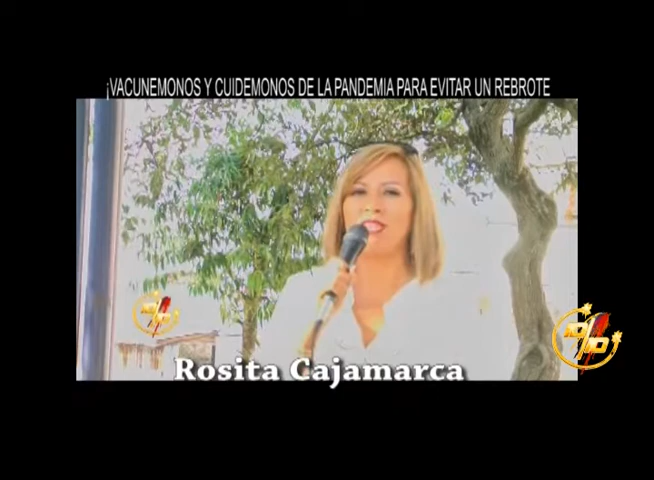 ¡VACUNEMONOS Y CUIDEMONOS DE LA PANDEMIA PARA EVITAR UN REBROTE
Rosita Cajamarca